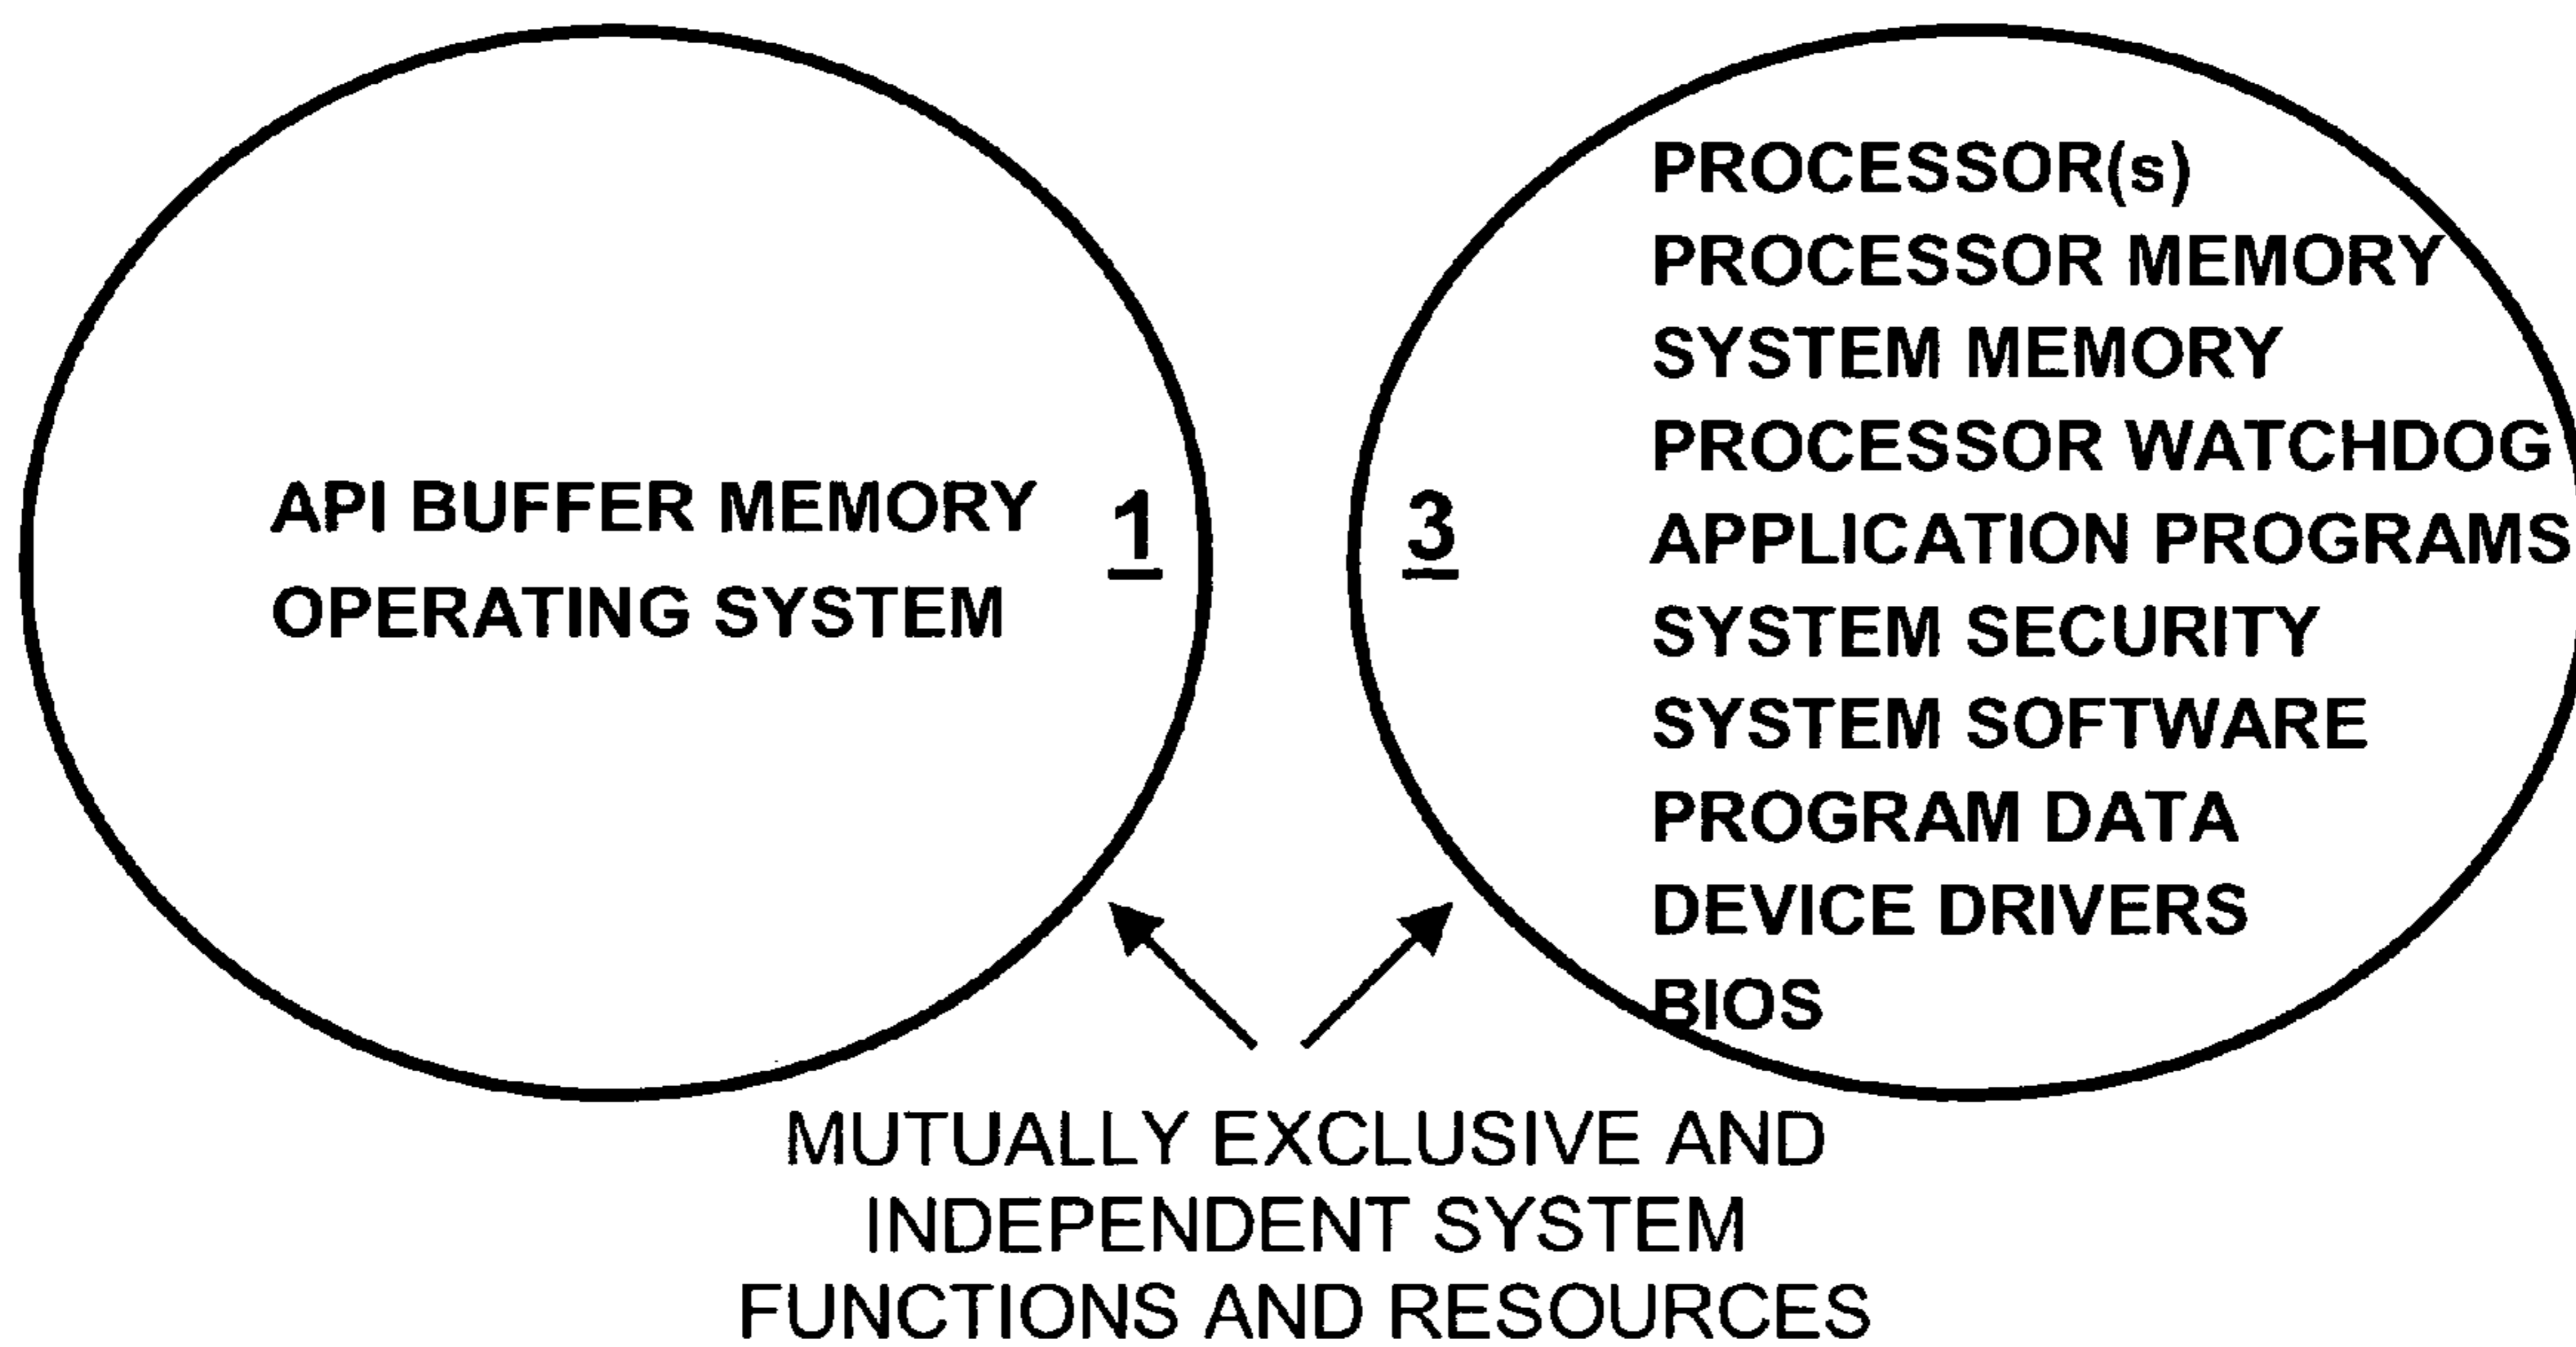 API BUFFER MEMORY
OPERATING SYSTEM
1
3
PROCESSOR(s)
PROCESSOR MEMORY
SYSTEM MEMORY
PROCESSOR WATCHDOG
APPLICATION PROGRAMS
SYSTEM SECURITY
SYSTEM SOFTWARE
PROGRAM DATA
DEVICE DRIVERS
BIOS
MUTUALLY EXCLUSIVE AND
INDEPENDENT SYSTEM
FUNCTIONS AND RESOURCES